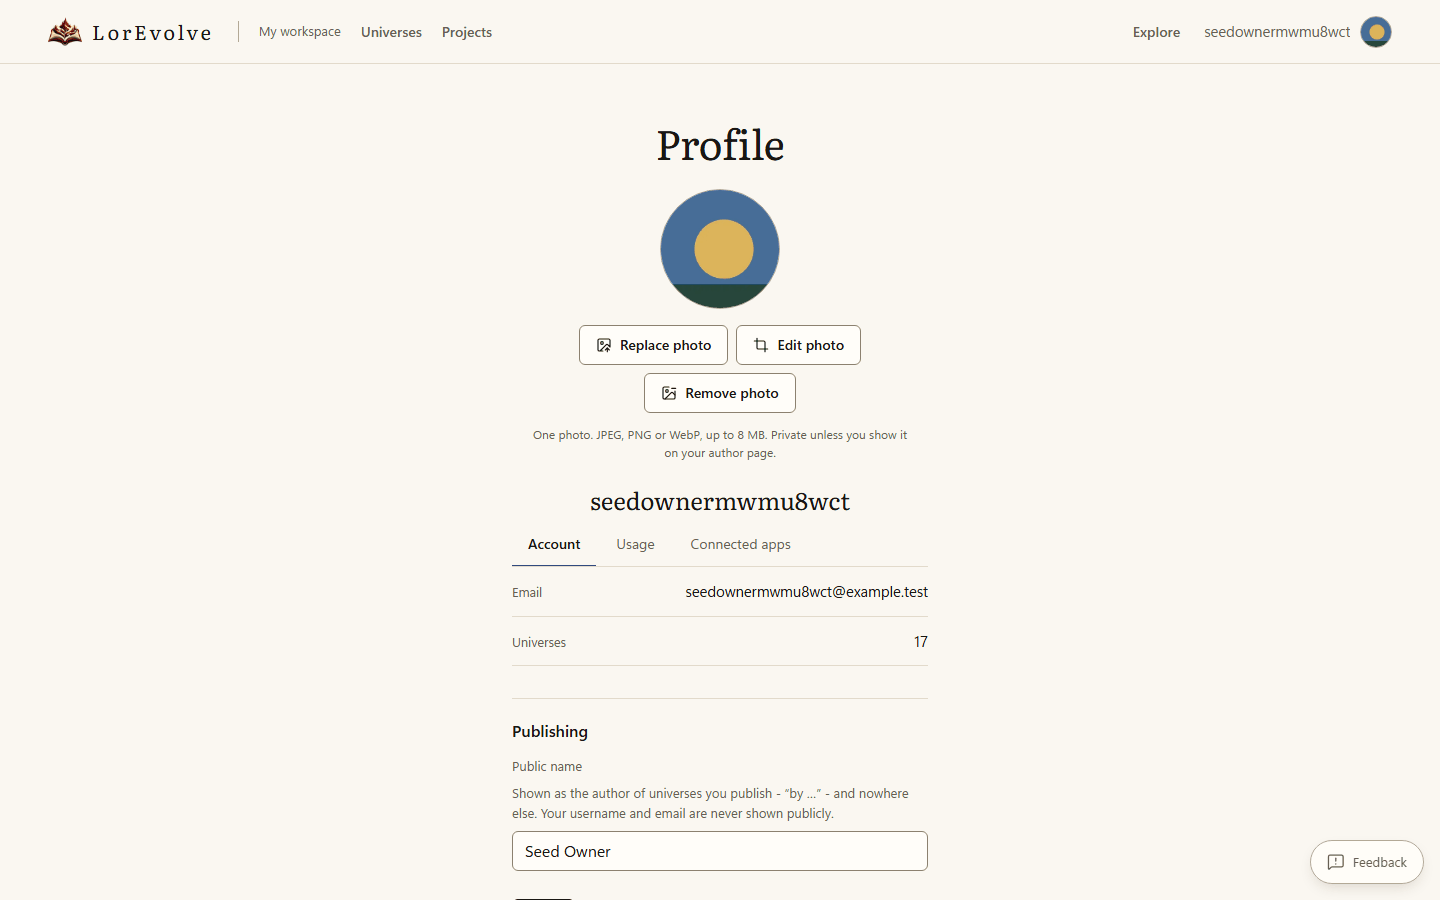 LorEvolve
My workspace
Universes
Projects
Explore
seedownermwmu8wct
Profile
Replace photo
Edit photo
Remove photo
One photo. JPEG, PNG or WebP, up to 8 MB. Private unless you show it
on your author page.
seedownermwmu8wct
Account
Usage
Connected apps
Email
seedownermwmu8wct@example.test
Universes
17
Publishing
Public name
Shown as the author of universes you publish - “by ...” - and nowhere
else. Your username and email are never shown publicly.
Seed Owner
Feedback